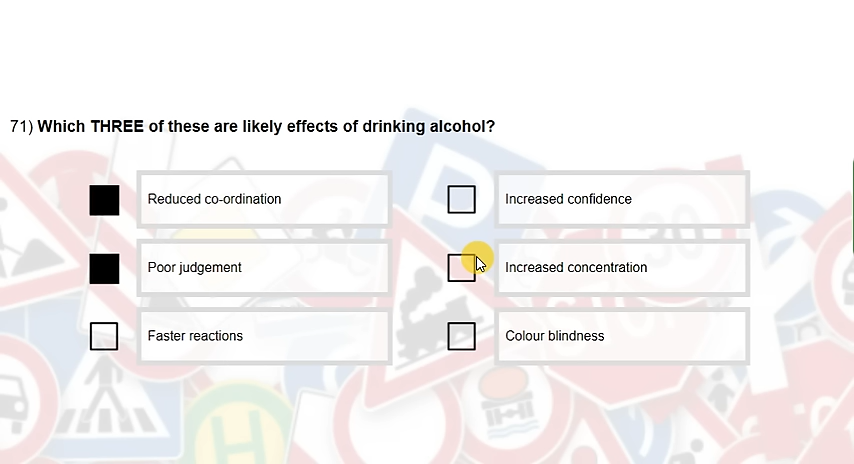 71) Which THREE of these are likely effects of drinking alcohol?
Reduced co-ordination
Increased confidence
Poor judgement
Increased concentration
Faster reactions
Colour blindness
P
30
H